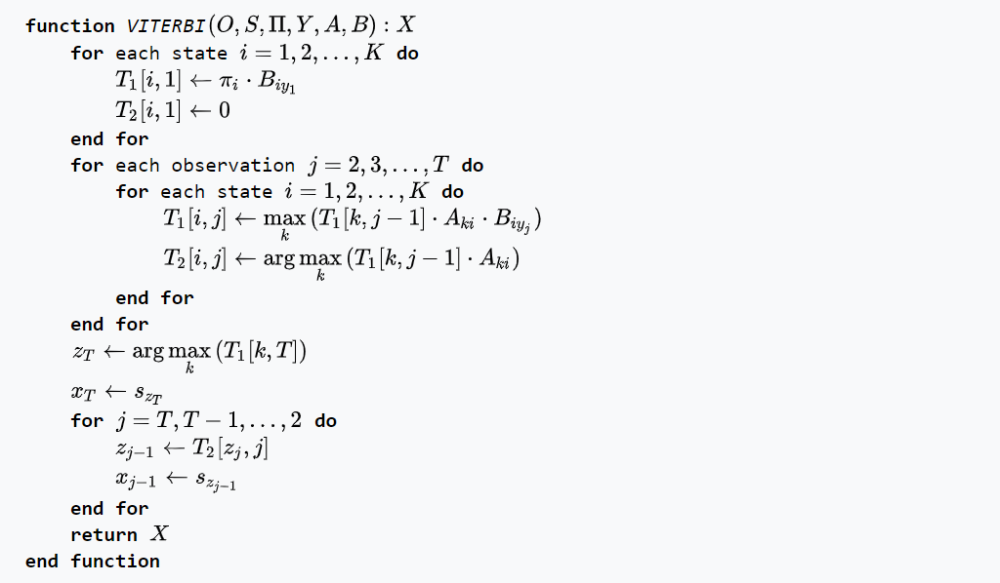 function VITERBI(O, S, Π, Y, A, B) : X
for each state i = 1, 2, …, K do
T₁[i, 1] ← πᵢ · B_{iy₁}
T₂[i, 1] ← 0
end for
for each observation j = 2, 3, …, T do
for each state i = 1, 2, …, K do
T₁[i, j] ← max_k (T₁[k, j − 1] · A_{ki} · B_{iy_j})
T₂[i, j] ← arg max_k (T₁[k, j − 1] · A_{ki})
end for
end for
z_T ← arg max_k (T₁[k, T])
x_T ← s_{z_T}
for j = T, T − 1, …, 2 do
z_{j−1} ← T₂[z_j, j]
x_{j−1} ← s_{z_{j−1}}
end for
return X
end function